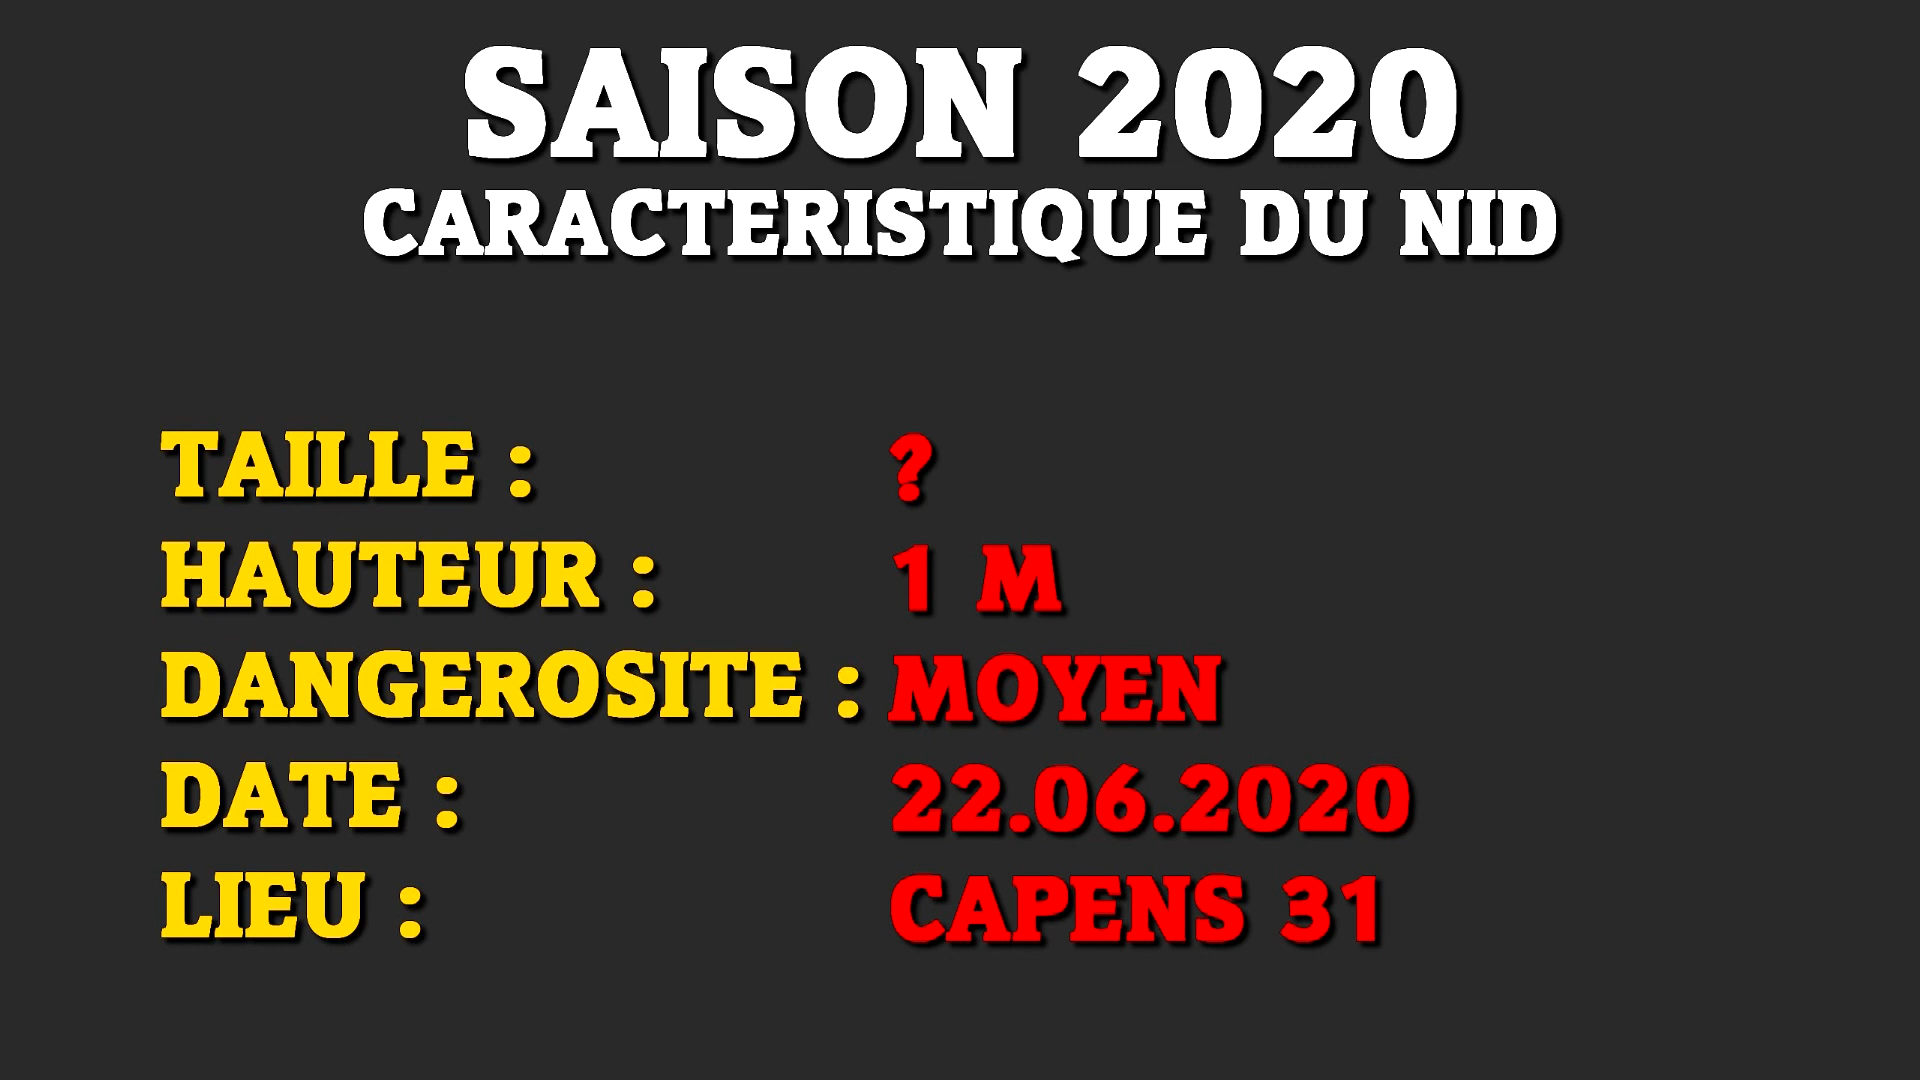 SAISON 2020
CARACTERISTIQUE DU NID
TAILLE : ?
HAUTEUR : 1 M
DANGEROSITE : MOYEN
DATE : 22.06.2020
LIEU : CAPENS 31